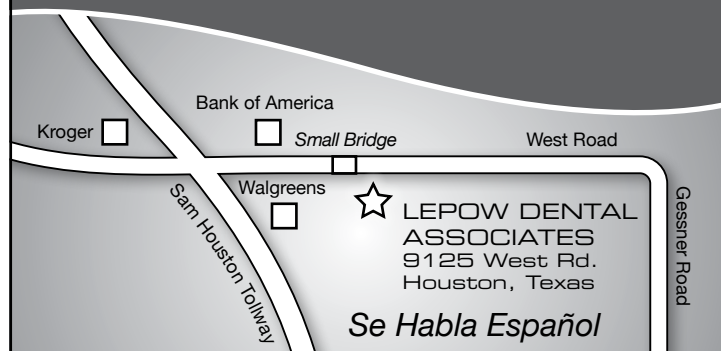 Bank of America
Kroger
Small Bridge
West Road
Walgreens
Sam Houston Tollway
Gessner Road
LEPOW DENTAL
ASSOCIATES
9125 West Rd.
Houston, Texas
Se Habla Español